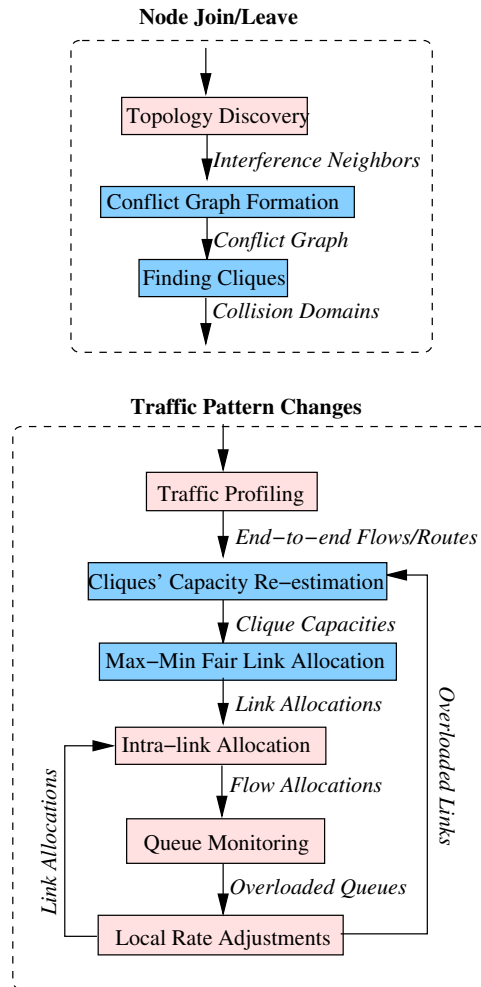 Node Join/Leave
Topology Discovery
Interference Neighbors
Conflict Graph Formation
Conflict Graph
Finding Cliques
Collision Domains
Traffic Pattern Changes
Traffic Profiling
End−to−end Flows/Routes
Cliques' Capacity Re−estimation
Clique Capacities
Max−Min Fair Link Allocation
Link Allocations
Intra−link Allocation
Flow Allocations
Queue Monitoring
Overloaded Queues
Local Rate Adjustments
Link Allocations
Overloaded Links